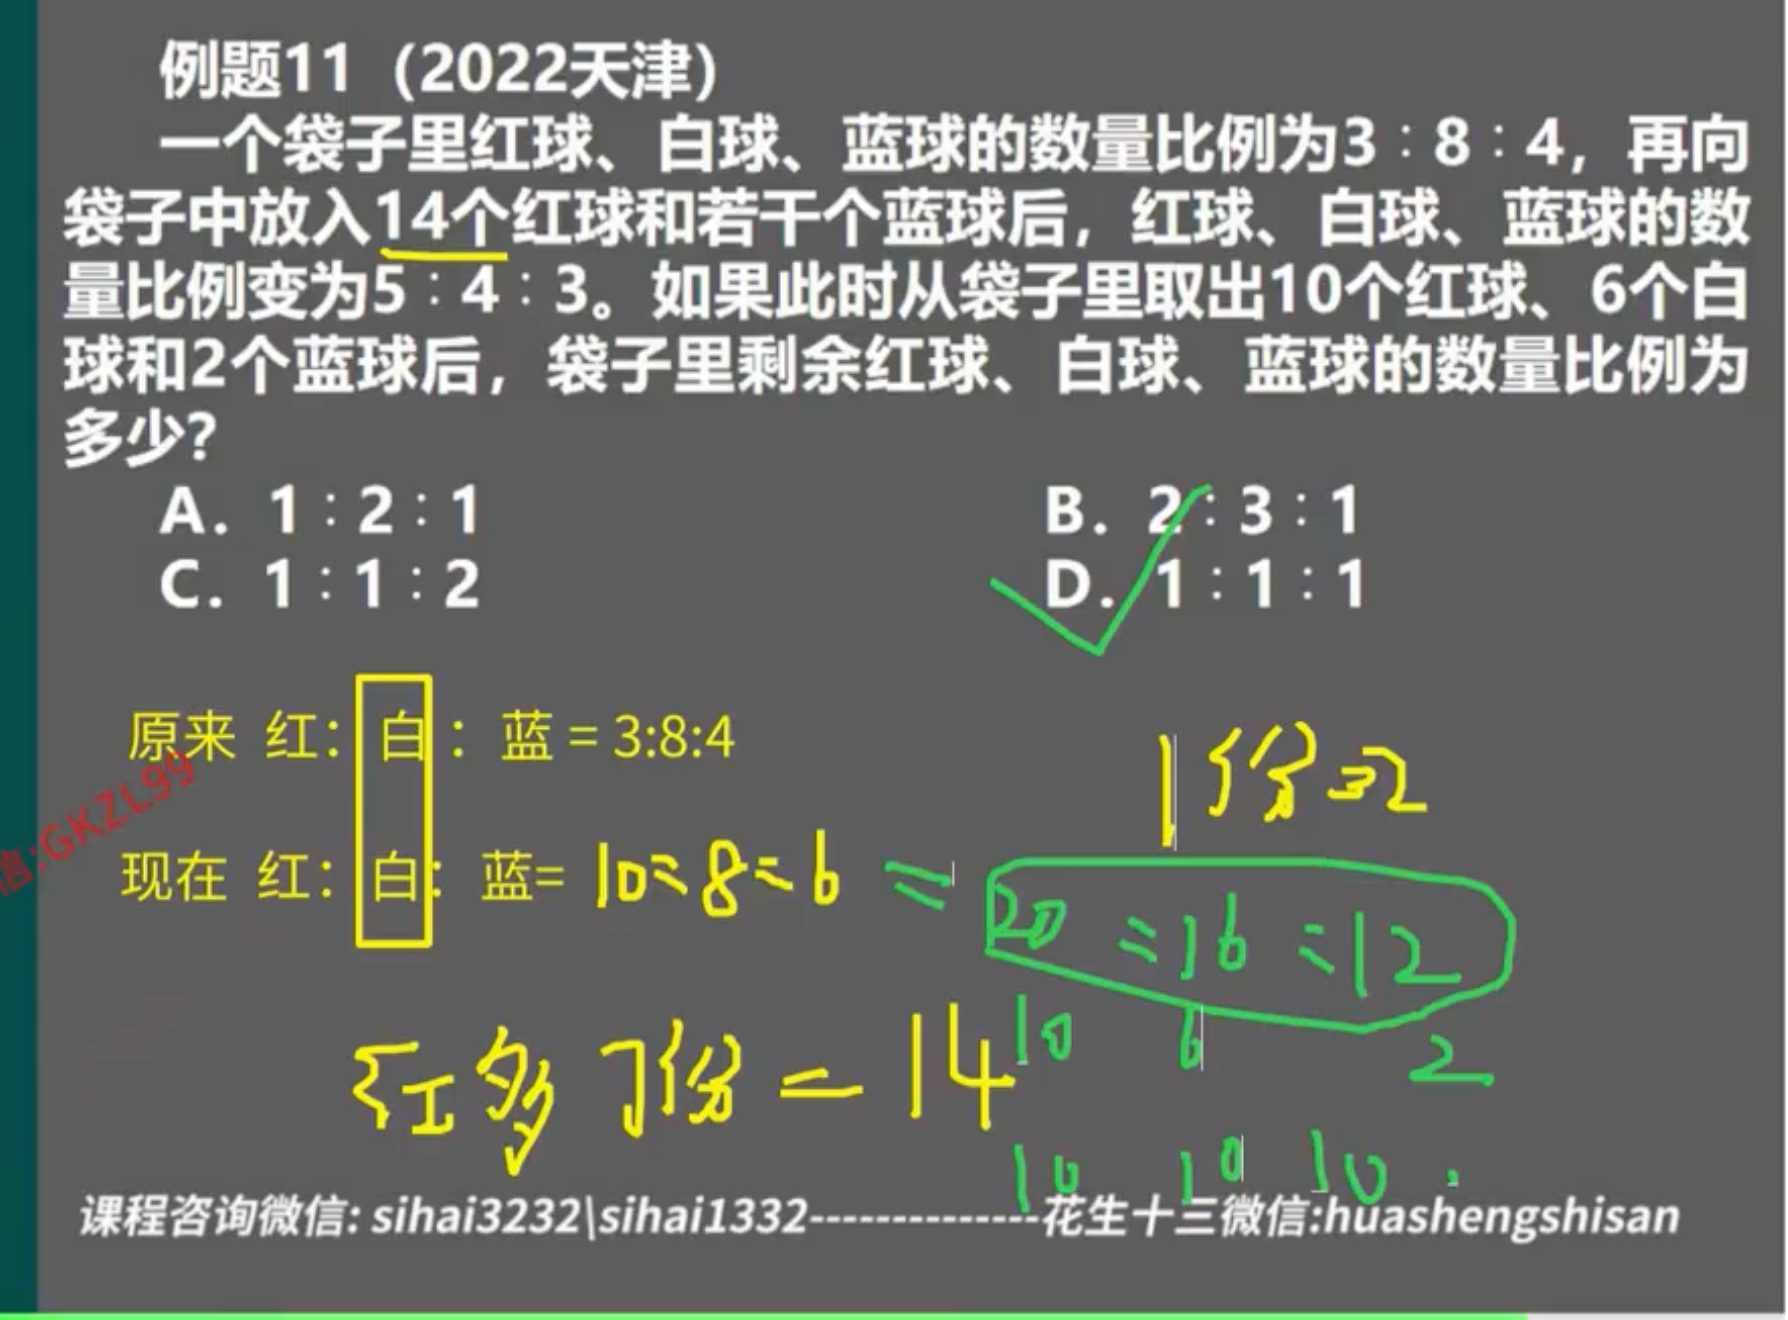 例题11（2022天津）
一个袋子里红球、白球、蓝球的数量比例为3：8：4，再向
袋子中放入14个红球和若干个蓝球后，红球、白球、蓝球的数
量比例变为5：4：3。如果此时从袋子里取出10个红球、6个白
球和2个蓝球后，袋子里剩余红球、白球、蓝球的数量比例为
多少？
A. 1：2：1
B. 2：3：1
C. 1：1：2
D. 1：1：1
原来 红：白：蓝 = 3:8:4
1份=2
信:GKZL99
现在 红：白：蓝= 10:8:6 = 20:16:12
红多7份=14
10 6 2
10 10 10
课程咨询微信: sihai3232\sihai1332--------------花生十三微信:huashengshisan